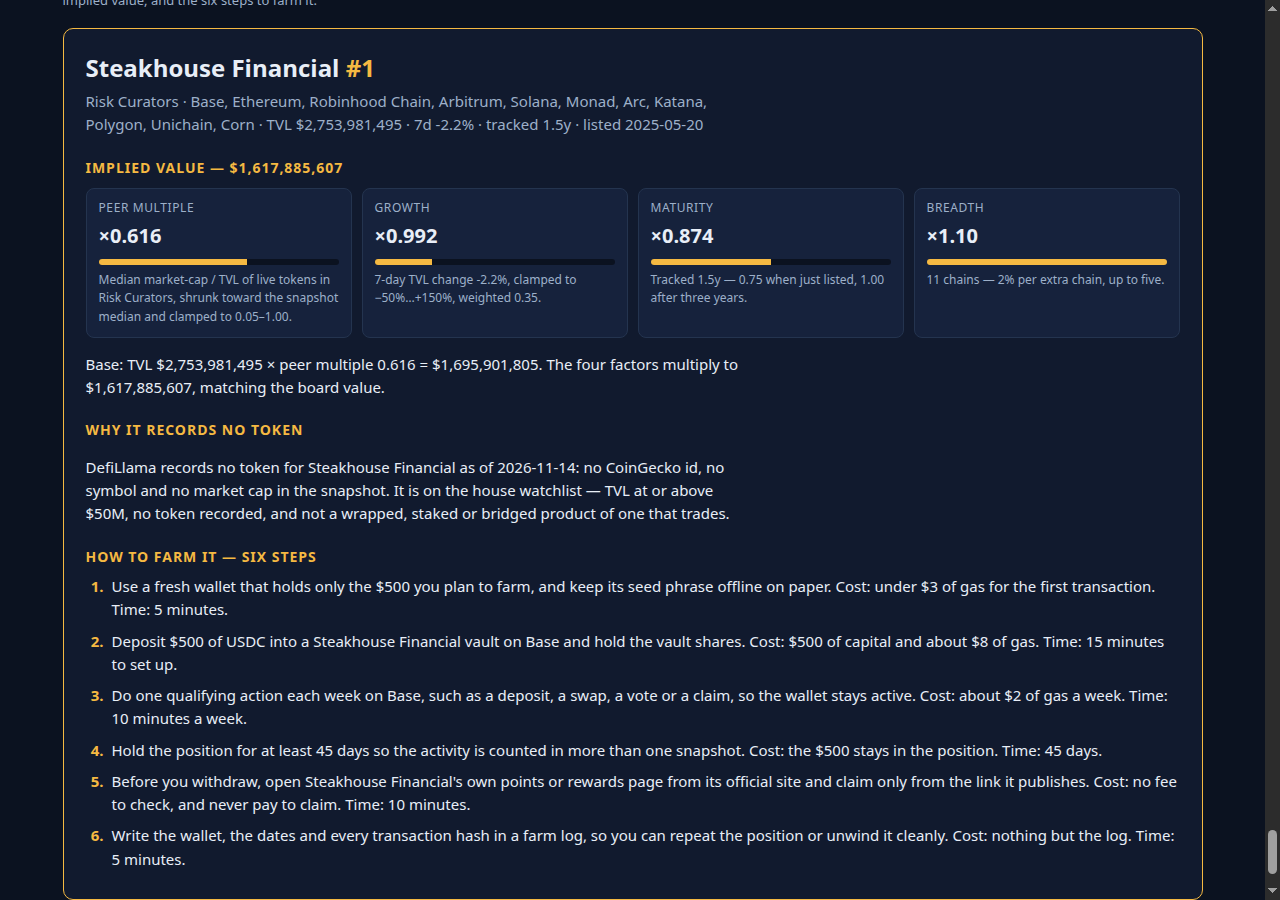 implied value, and the six steps to farm it.
Steakhouse Financial #1
Risk Curators · Base, Ethereum, Robinhood Chain, Arbitrum, Solana, Monad, Arc, Katana,
Polygon, Unichain, Corn · TVL $2,753,981,495 · 7d -2.2% · tracked 1.5y · listed 2025-05-20
IMPLIED VALUE — $1,617,885,607
PEER MULTIPLE
×0.616
Median market-cap / TVL of live tokens in
Risk Curators, shrunk toward the snapshot
median and clamped to 0.05–1.00.
GROWTH
×0.992
7-day TVL change -2.2%, clamped to
−50%…+150%, weighted 0.35.
MATURITY
×0.874
Tracked 1.5y — 0.75 when just listed, 1.00
after three years.
BREADTH
×1.10
11 chains — 2% per extra chain, up to five.
Base: TVL $2,753,981,495 × peer multiple 0.616 = $1,695,901,805. The four factors multiply to
$1,617,885,607, matching the board value.
WHY IT RECORDS NO TOKEN
DefiLlama records no token for Steakhouse Financial as of 2026-11-14: no CoinGecko id, no
symbol and no market cap in the snapshot. It is on the house watchlist — TVL at or above
$50M, no token recorded, and not a wrapped, staked or bridged product of one that trades.
HOW TO FARM IT — SIX STEPS
1. Use a fresh wallet that holds only the $500 you plan to farm, and keep its seed phrase offline on paper. Cost: under $3 of gas for the first transaction.
Time: 5 minutes.
2. Deposit $500 of USDC into a Steakhouse Financial vault on Base and hold the vault shares. Cost: $500 of capital and about $8 of gas. Time: 15 minutes
to set up.
3. Do one qualifying action each week on Base, such as a deposit, a swap, a vote or a claim, so the wallet stays active. Cost: about $2 of gas a week. Time:
10 minutes a week.
4. Hold the position for at least 45 days so the activity is counted in more than one snapshot. Cost: the $500 stays in the position. Time: 45 days.
5. Before you withdraw, open Steakhouse Financial's own points or rewards page from its official site and claim only from the link it publishes. Cost: no fee
to check, and never pay to claim. Time: 10 minutes.
6. Write the wallet, the dates and every transaction hash in a farm log, so you can repeat the position or unwind it cleanly. Cost: nothing but the log. Time:
5 minutes.